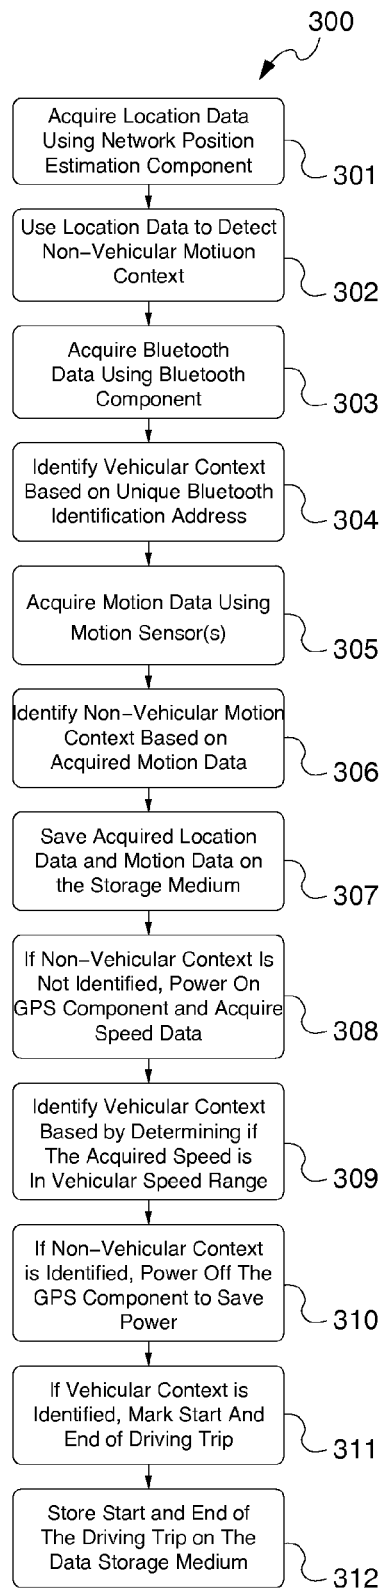 300
Acquire Location Data
Using Network Position
Estimation Component
301
Use Location Data to Detect
Non-Vehicular Motiuon
Context
302
Acquire Bluetooth
Data Using Bluetooth
Component
303
Identify Vehicular Context
Based on Unique Bluetooth
Identification Address
304
Acquire Motion Data Using
Motion Sensor(s)
305
Identify Non-Vehicular Motion
Context Based on
Acquired Motion Data
306
Save Acquired Location
Data and Motion Data on
the Storage Medium
307
If Non-Vehicular Context Is
Not Identified, Power On
GPS Component and Acquire
Speed Data
308
Identify Vehicular Context
Based by Determining if
The Acquired Speed is
In Vehicular Speed Range
309
If Non-Vehicular Context
is Identified, Power Off The
GPS Component to Save
Power
310
If Vehicular Context is
Identified, Mark Start And
End of Driving Trip
311
Store Start and End of
The Driving Trip on The
Data Storage Medium
312